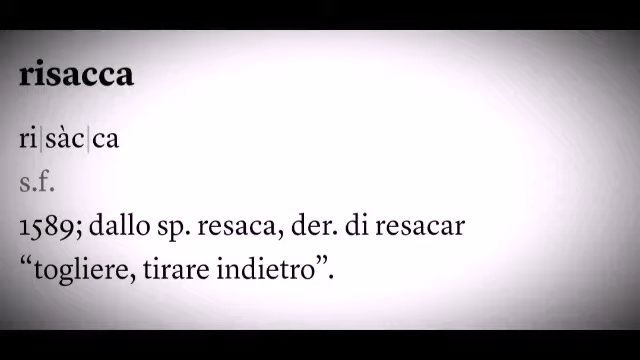 risacca
ri|sàc|ca
s.f.
1589; dallo sp. resaca, der. di resacar
“togliere, tirare indietro”.